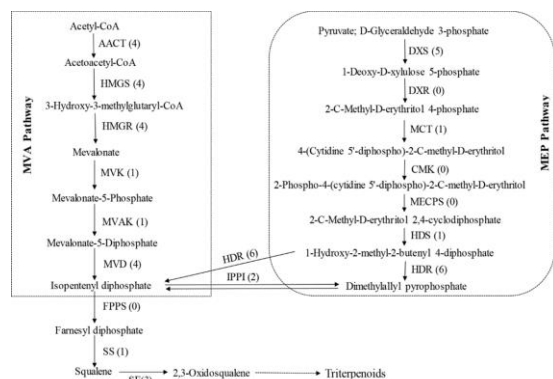 MVA Pathway
Acetyl-CoA
AACT (4)
Acetoacetyl-CoA
HMGS (4)
3-Hydroxy-3-methylglutaryl-CoA
HMGR (4)
Mevalonate
MVK (1)
Mevalonate-5-Phosphate
MVAK (1)
Mevalonate-5-Diphosphate
MVD (4)
Isopentenyl diphosphate
FPPS (0)
Farnesyl diphosphate
SS (1)
Squalene
2,3-Oxidosqualene
Triterpenoids
HDR (6)
IPPI (2)
MEP Pathway
Pyruvate; D-Glyceraldehyde 3-phosphate
DXS (5)
1-Deoxy-D-xylulose 5-phosphate
DXR (0)
2-C-Methyl-D-erythritol 4-phosphate
MCT (1)
4-(Cytidine 5'-diphospho)-2-C-methyl-D-erythritol
CMK (0)
2-Phospho-4-(cytidine 5'-diphospho)-2-C-methyl-D-erythritol
MECPS (0)
2-C-Methyl-D-erythritol 2,4-cyclodiphosphate
HDS (1)
1-Hydroxy-2-methyl-2-butenyl 4-diphosphate
HDR (6)
Dimethylallyl pyrophosphate